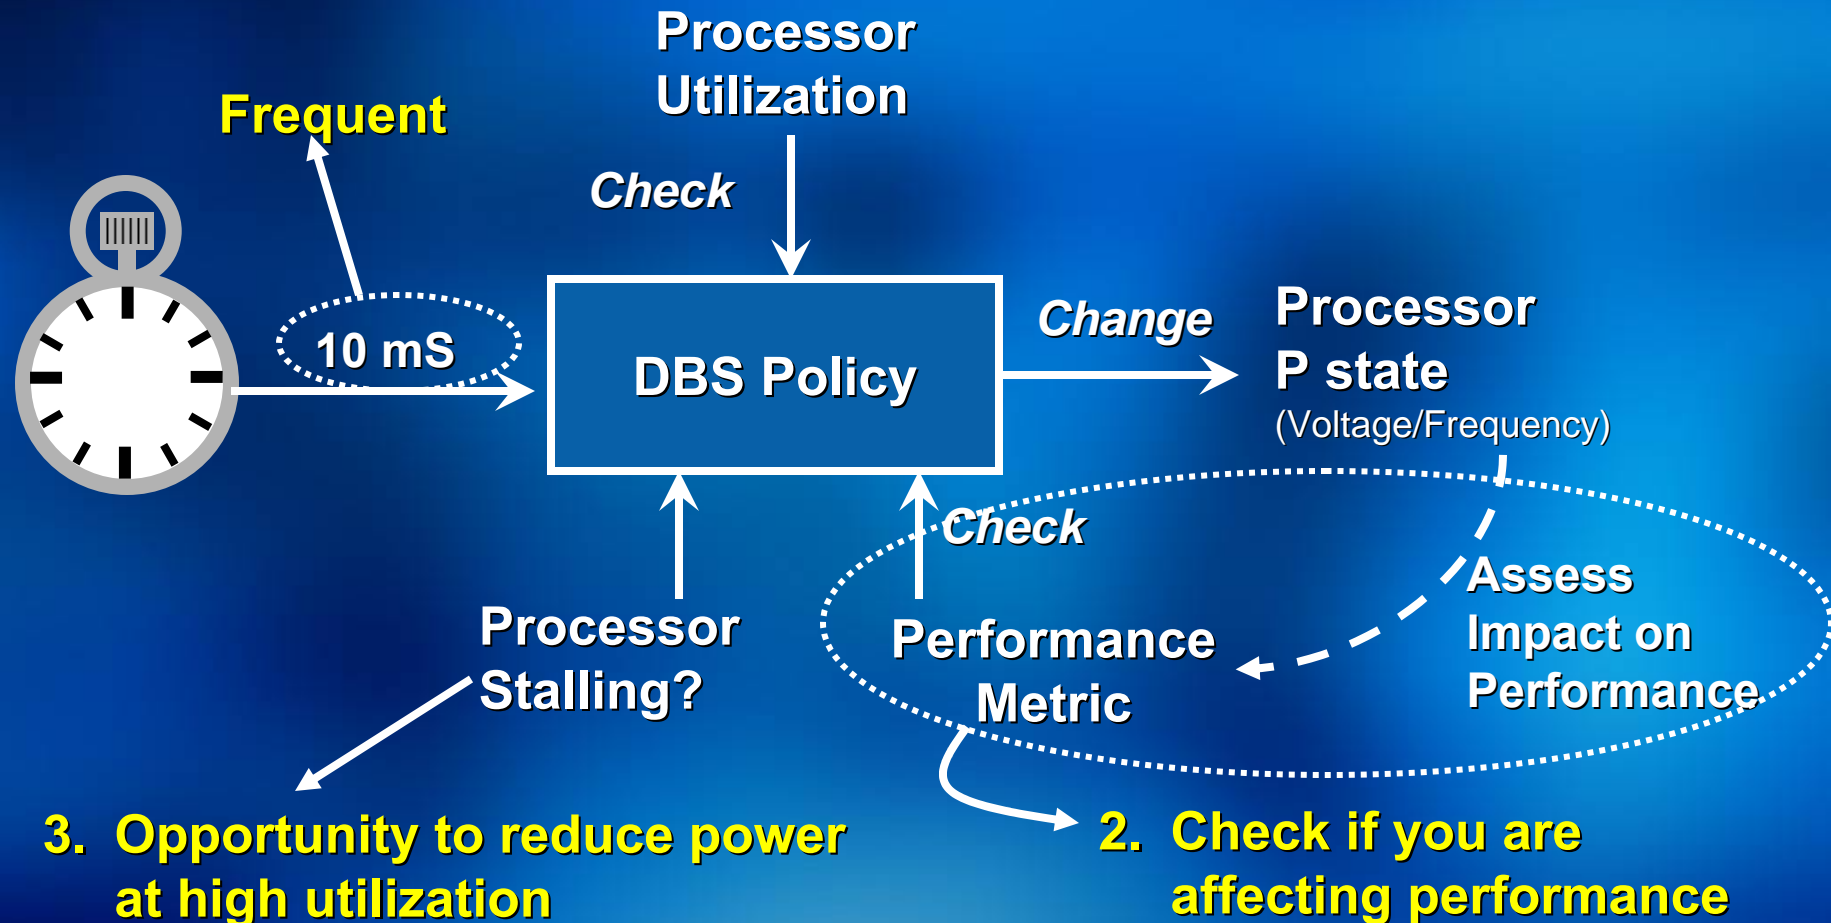 Processor
Utilization
Frequent
Check
10 mS
DBS Policy
Change
Processor
P state
(Voltage/Frequency)
Check
Assess
Impact on
Performance
Processor
Stalling?
Performance
Metric
3. Opportunity to reduce power
at high utilization
2. Check if you are
affecting performance